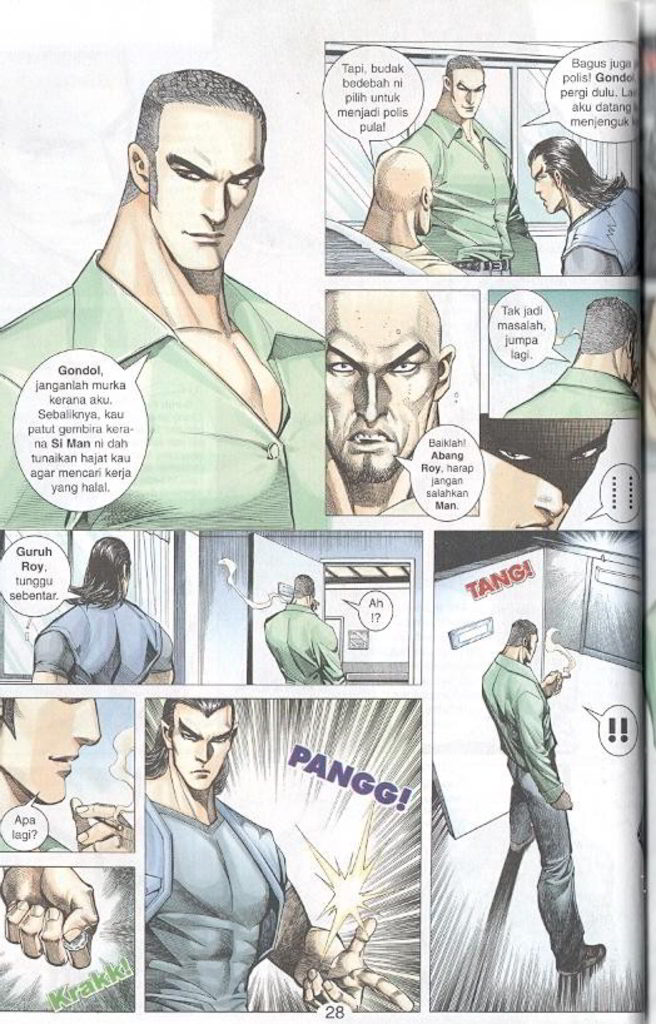 Gondol,
janganlah murka
kerana aku.
Sebaliknya, kau
patut gembira kera-
na Si Man ni dah
tunaikan hajat kau
agar mencari kerja
yang halal.
Tapi, budak
bedebah ni
pilih untuk
menjadi polis
pula!
Bagus juga
polis! Gondol
pergi dulu.
aku datang
menjenguk
Baiklah!
Abang
Roy, harap
jangan
salahkan
Man.
Tak jadi
masalah,
jumpa
lagi.
Guruh
Roy,
tunggu
sebentar.
Ah
!?
TANG!
!!
Apa
lagi?
PANGG!
Krakk!
28